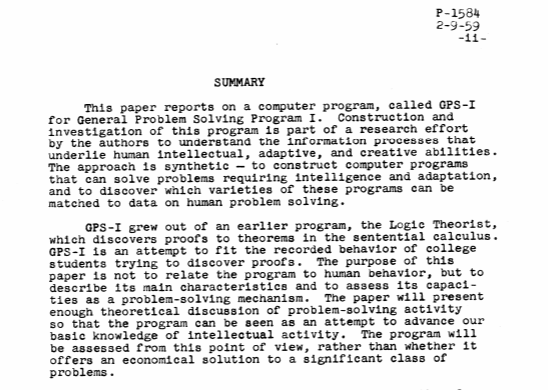 P-1584
2-9-59
-11-
SUMMARY
This paper reports on a computer program, called GPS-I
for General Problem Solving Program I. Construction and
investigation of this program is part of a research effort
by the authors to understand the information processes that
underlie human intellectual, adaptive, and creative abilities.
The approach is synthetic — to construct computer programs
that can solve problems requiring intelligence and adaptation,
and to discover which varieties of these programs can be
matched to data on human problem solving.
GPS-I grew out of an earlier program, the Logic Theorist,
which discovers proofs to theorems in the sentential calculus.
GPS-I is an attempt to fit the recorded behavior of college
students trying to discover proofs. The purpose of this
paper is not to relate the program to human behavior, but to
describe its main characteristics and to assess its capaci-
ties as a problem-solving mechanism. The paper will present
enough theoretical discussion of problem-solving activity
so that the program can be seen as an attempt to advance our
basic knowledge of intellectual activity. The program will
be assessed from this point of view, rather than whether it
offers an economical solution to a significant class of
problems.